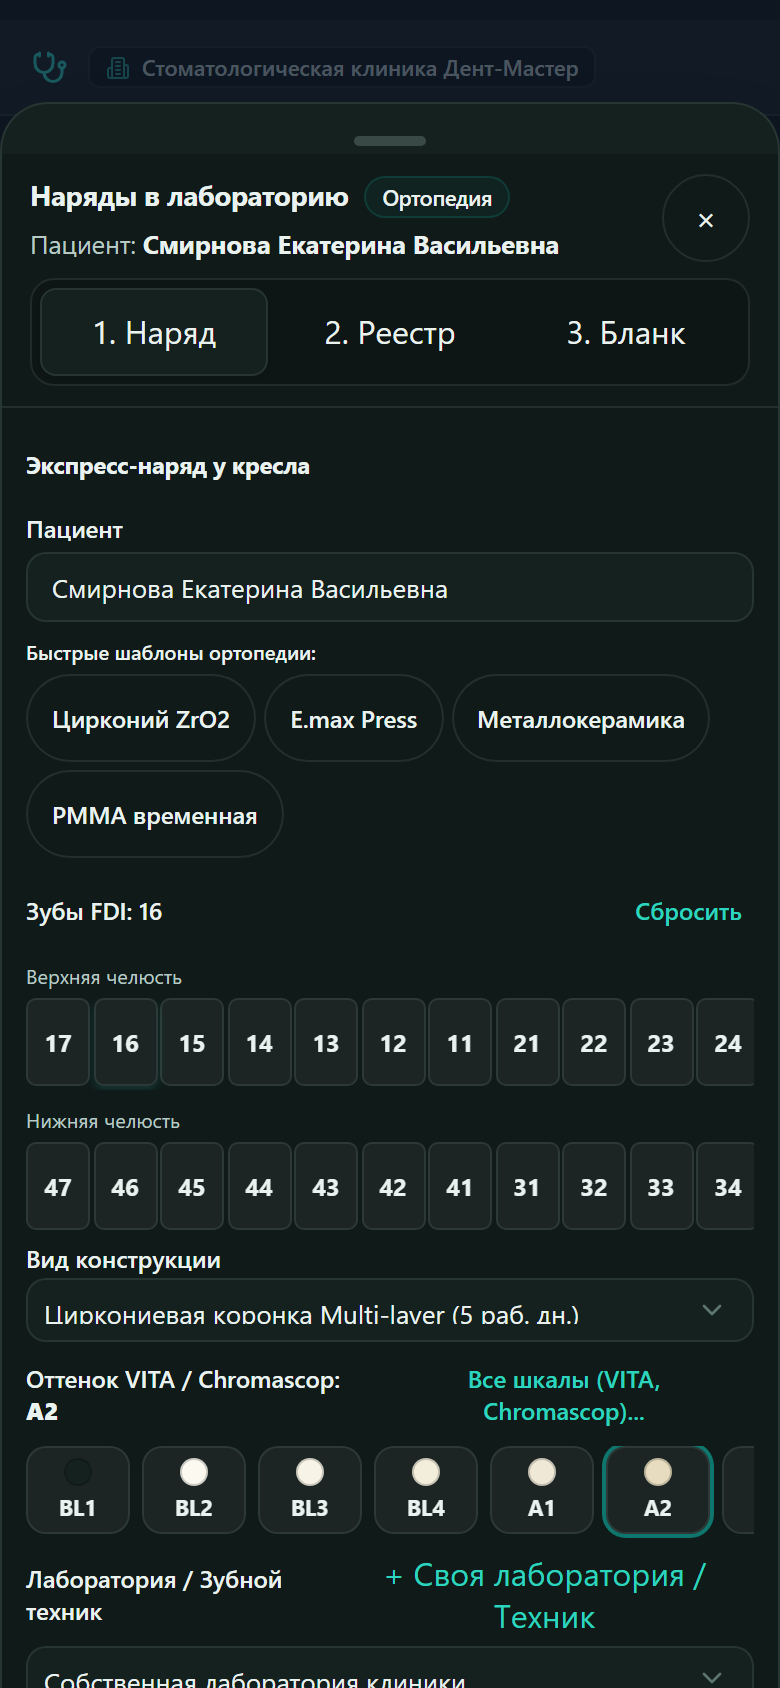 Стоматологическая клиника Дент-Мастер
Наряды в лабораторию Ортопедия
×
Пациент: Смирнова Екатерина Васильевна
1. Наряд 2. Реестр 3. Бланк
Экспресс-наряд у кресла
Пациент
Смирнова Екатерина Васильевна
Быстрые шаблоны ортопедии:
Цирконий ZrO2 E.max Press Металлокерамика
PMMA временная
Зубы FDI: 16 Сбросить
Верхняя челюсть
17 16 15 14 13 12 11 21 22 23 24
Нижняя челюсть
47 46 45 44 43 42 41 31 32 33 34
Вид конструкции
Циркониевая коронка Multi-layer (5 раб. дн.)
Оттенок VITA / Chromascop:
A2
Все шкалы (VITA,
Chromascop)...
BL1 BL2 BL3 BL4 A1 A2
Лаборатория / Зубной
техник
+ Своя лаборатория /
Техник
Собственная лаборатория клиники